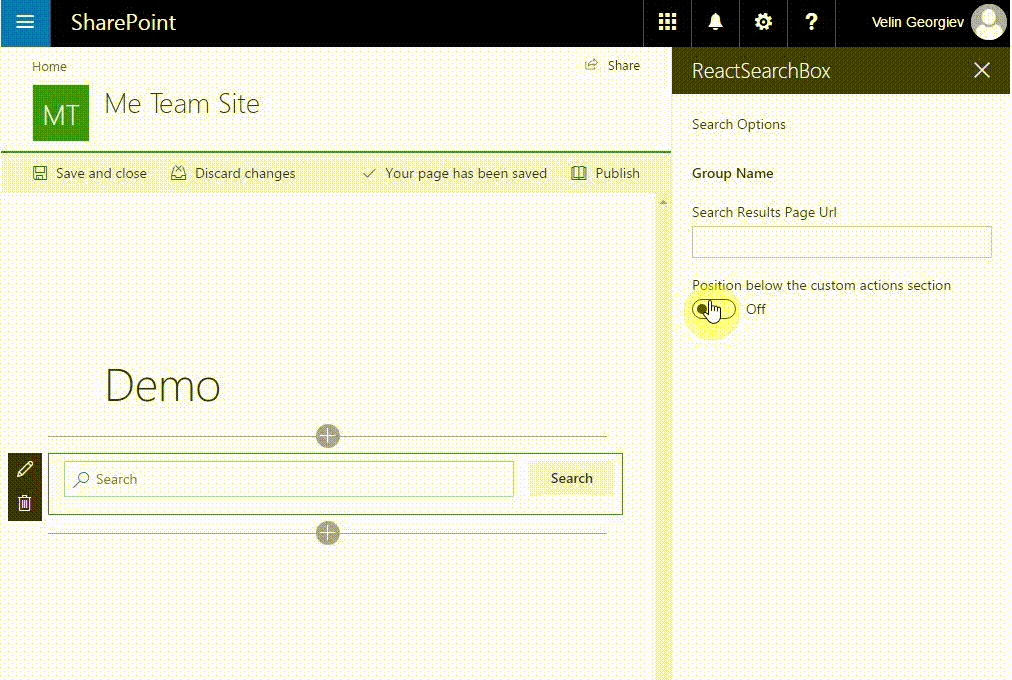 SharePoint
?
Velin Georgiev
Home
Share
MT
Me Team Site
Save and close
Discard changes
Your page has been saved
Publish
Demo
Search
Search
ReactSearchBox
Search Options
Group Name
Search Results Page Url
Position below the custom actions section
Off